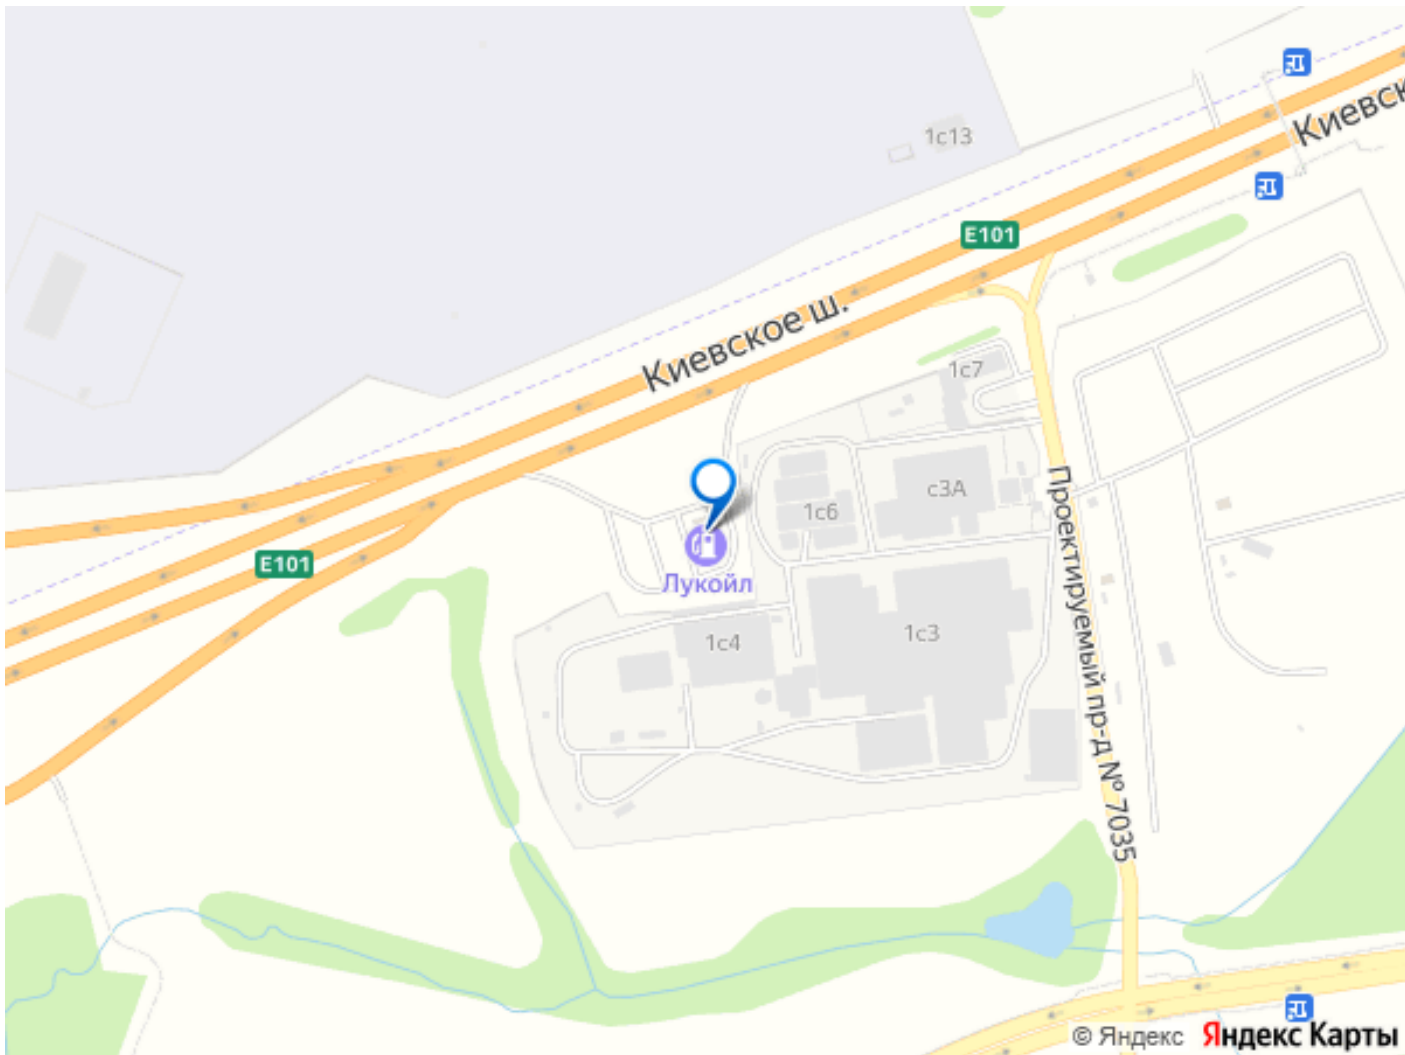 Киевск
1с13
E101
Киевское ш.
1с7
с3А
1с6
E101
Лукойл
1с4
1с3
Проектируемый пр-д № 7035
© Яндекс Яндекс Карты